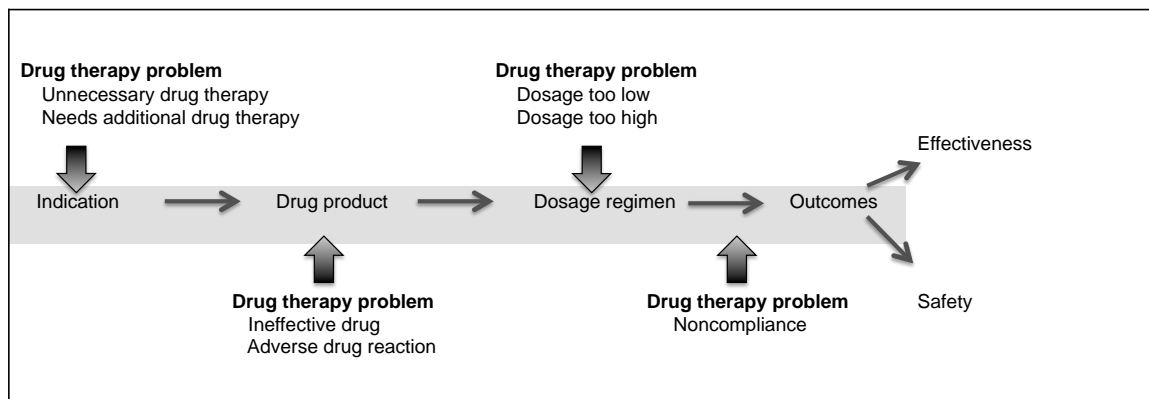 Drug therapy problem
Unnecessary drug therapy
Needs additional drug therapy
Drug therapy problem
Dosage too low
Dosage too high
Effectiveness
Indication
Drug product
Dosage regimen
Outcomes
Drug therapy problem
Ineffective drug
Adverse drug reaction
Drug therapy problem
Noncompliance
Safety